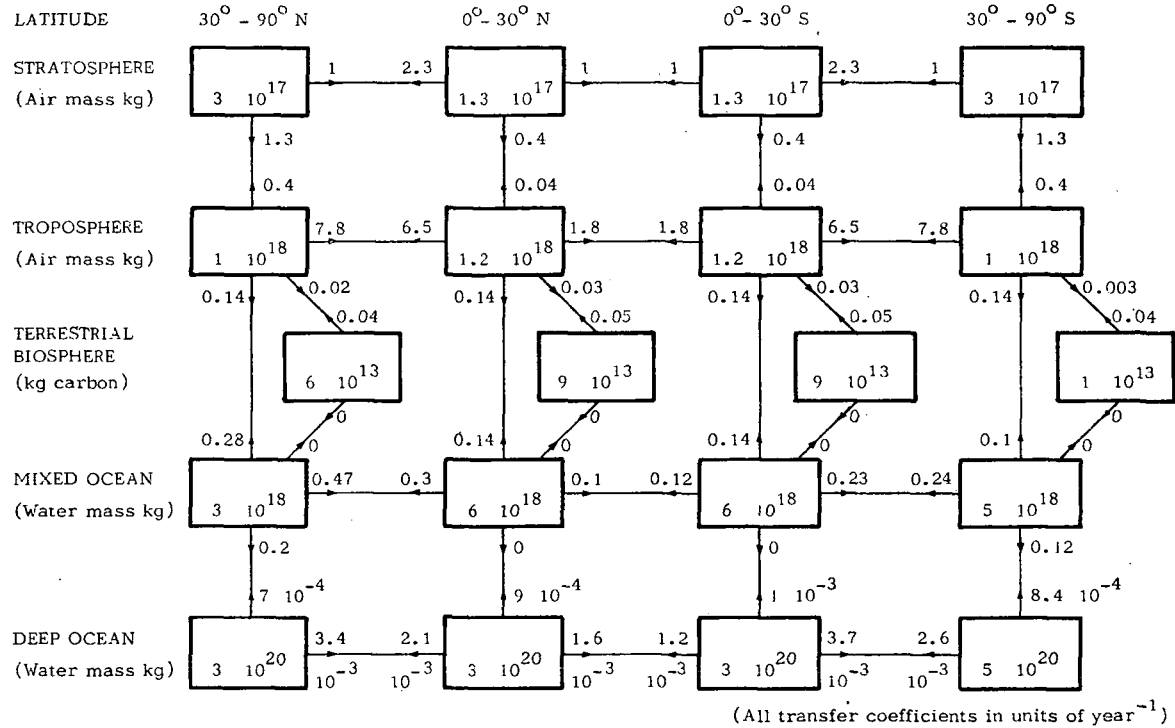 LATITUDE 30° - 90° N 0° - 30° N 0° - 30° S 30° - 90° S
STRATOSPHERE
(Air mass kg)
1 2.3 1 1 2.3 1
3 10^17 1.3 10^17 1.3 10^17 3 10^17
1.3 0.4 0.4 1.3
0.4 0.04 0.04 0.4
TROPOSPHERE
(Air mass kg)
7.8 6.5 1.8 1.8 6.5 7.8
1 10^18 1.2 10^18 1.2 10^18 1 10^18
0.14 0.02 0.14 0.03 0.14 0.03 0.14 0.003
0.04 0.05 0.05 0.04
TERRESTRIAL
BIOSPHERE
(kg carbon)
6 10^13 9 10^13 9 10^13 1 10^13
0 0 0 0
0.28 0 0.14 0 0.14 0 0.1 0
MIXED OCEAN
(Water mass kg)
0.47 0.3 0.1 0.12 0.23 0.24
3 10^18 6 10^18 6 10^18 5 10^18
0.2 0 0 0.12
7 10^-4 9 10^-4 1 10^-3 8.4 10^-4
DEEP OCEAN
(Water mass kg)
3.4 2.1 1.6 1.2 3.7 2.6
3 10^20 3 10^20 3 10^20 5 10^20
10^-3 10^-3 10^-3 10^-3 10^-3 10^-3
(All transfer coefficients in units of year^-1)